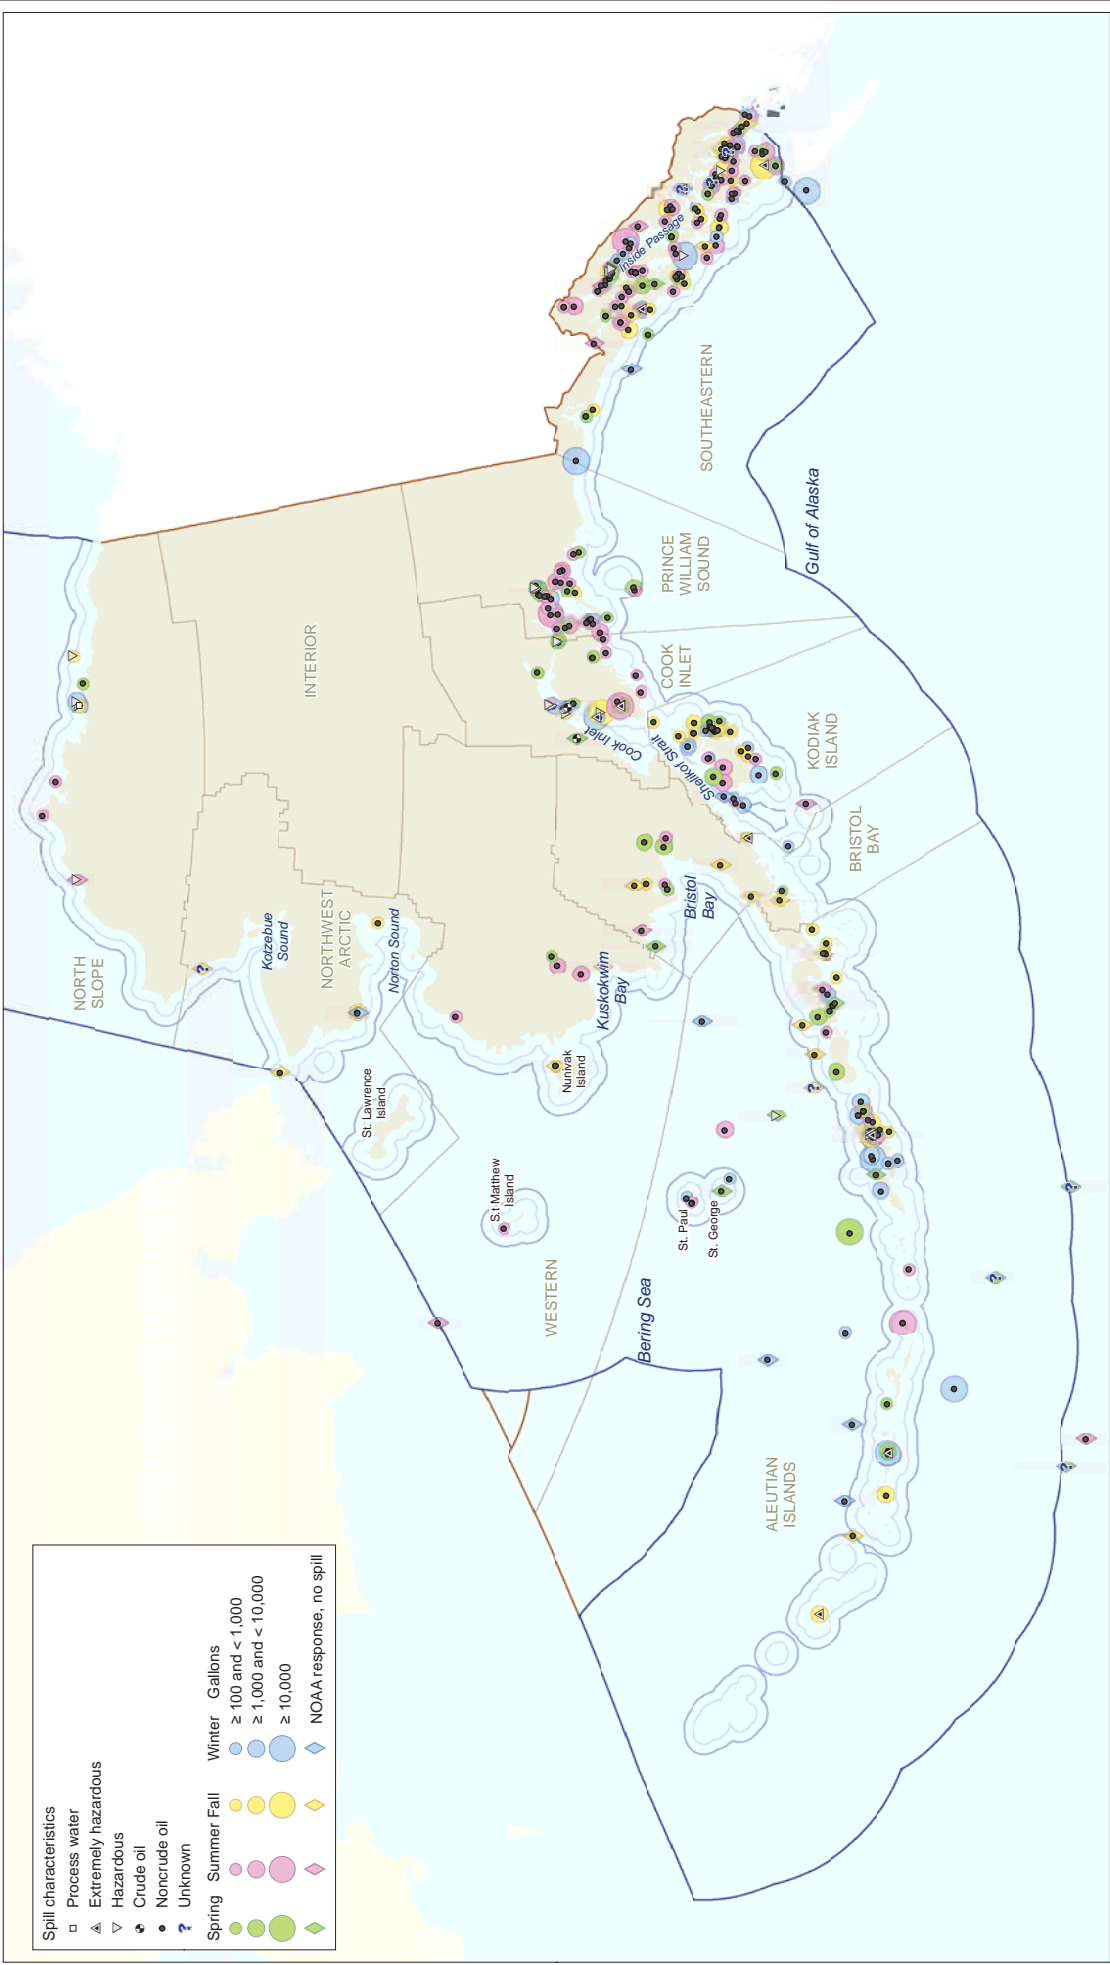 Spill characteristics
Process water
Extremely hazardous
Hazardous
Crude oil
Noncrude oil
Unknown
Spring Summer Fall Winter Gallons
≥ 100 and < 1,000
≥ 1,000 and < 10,000
≥ 10,000
NOAA response, no spill
NORTH
SLOPE
Kotzebue
Sound
NORTHWEST
ARCTIC
Norton Sound
INTERIOR
St. Lawrence
Island
S.t Matthew
Island
Nunivak
Island
Kuskokwim
Bay
WESTERN
Bering Sea
St. Paul
St. George
Bristol
Bay
ALEUTIAN
ISLANDS
BRISTOL
BAY
KODIAK
ISLAND
Shelikof Strait
Cook Inlet
COOK
INLET
PRINCE
WILLIAM
SOUND
Gulf of Alaska
SOUTHEASTERN
Inside Passage